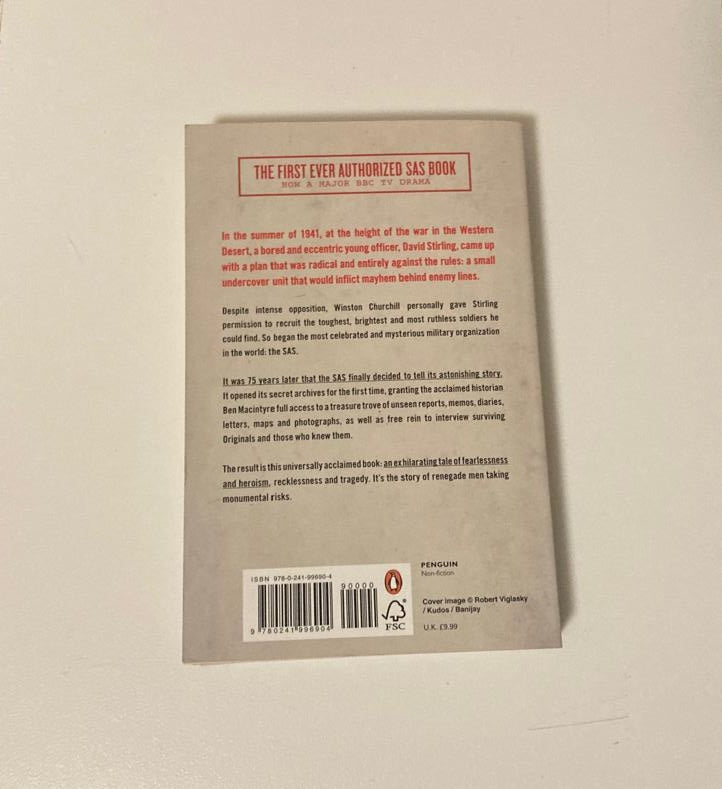 THE FIRST EVER AUTHORIZED SAS BOOK
NOW A MAJOR BBC TV DRAMA
In the summer of 1941, at the height of the war in the Western
Desert, a bored and eccentric young officer, David Stirling, came up
with a plan that was radical and entirely against the rules: a small
undercover unit that would inflict mayhem behind enemy lines.
Despite intense opposition, Winston Churchill personally gave Stirling
permission to recruit the toughest, brightest and most ruthless soldiers he
could find. So began the most celebrated and mysterious military organization
in the world: the SAS.
It was 75 years later that the SAS finally decided to tell its astonishing story.
It opened its secret archives for the first time, granting the acclaimed historian
Ben Macintyre full access to a treasure trove of unseen reports, memos, diaries,
letters, maps and photographs, as well as free rein to interview surviving
Originals and those who knew them.
The result is this universally acclaimed book: an exhilarating tale of fearlessness
and heroism, recklessness and tragedy. It's the story of renegade men taking
monumental risks.
ISBN 978-0-241-99690-4
90000
9 780241 996904
FSC
PENGUIN
Non-fiction
Cover image © Robert Viglasky
/ Kudos / Banijay
U.K. £9.99